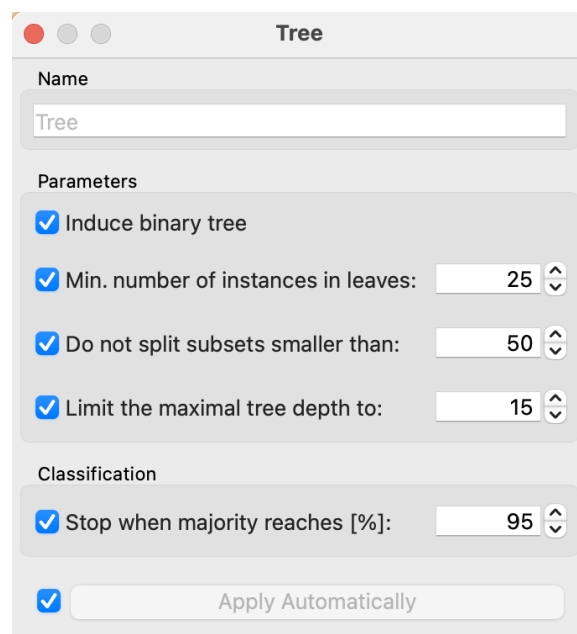 Tree
Name
Tree
Parameters
Induce binary tree
Min. number of instances in leaves: 25
Do not split subsets smaller than: 50
Limit the maximal tree depth to: 15
Classification
Stop when majority reaches [%]: 95
Apply Automatically